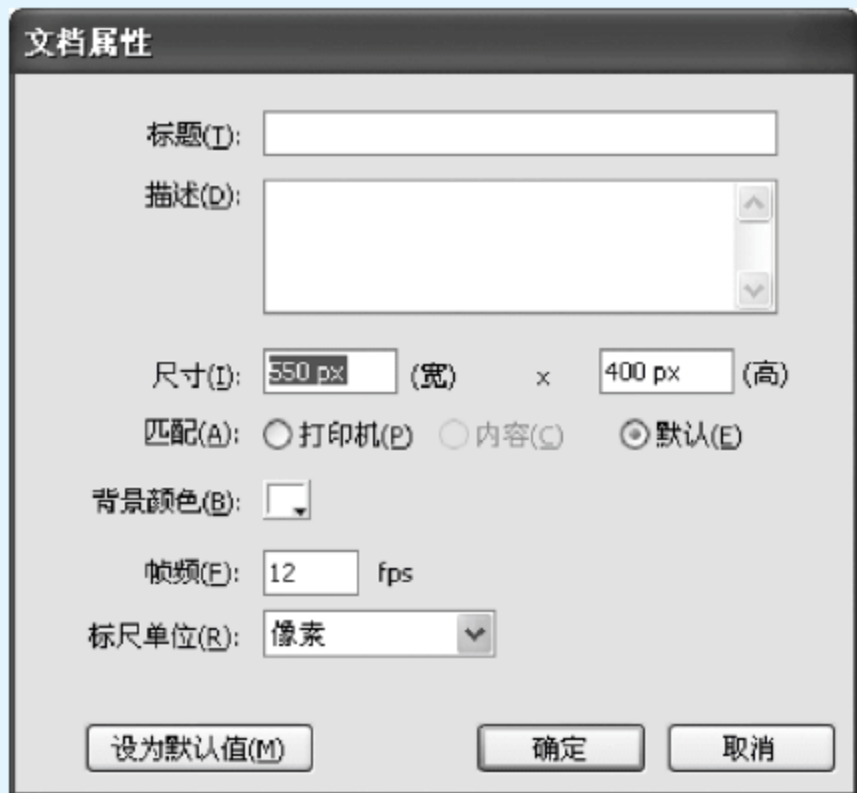 文档属性
标题(T):
描述(D):
尺寸(I): 550 px (宽) x 400 px (高)
匹配(A): 打印机(P) 内容(C) 默认(E)
背景颜色(B):
帧频(F): 12 fps
标尺单位(R): 像素
设为默认值(M) 确定 取消